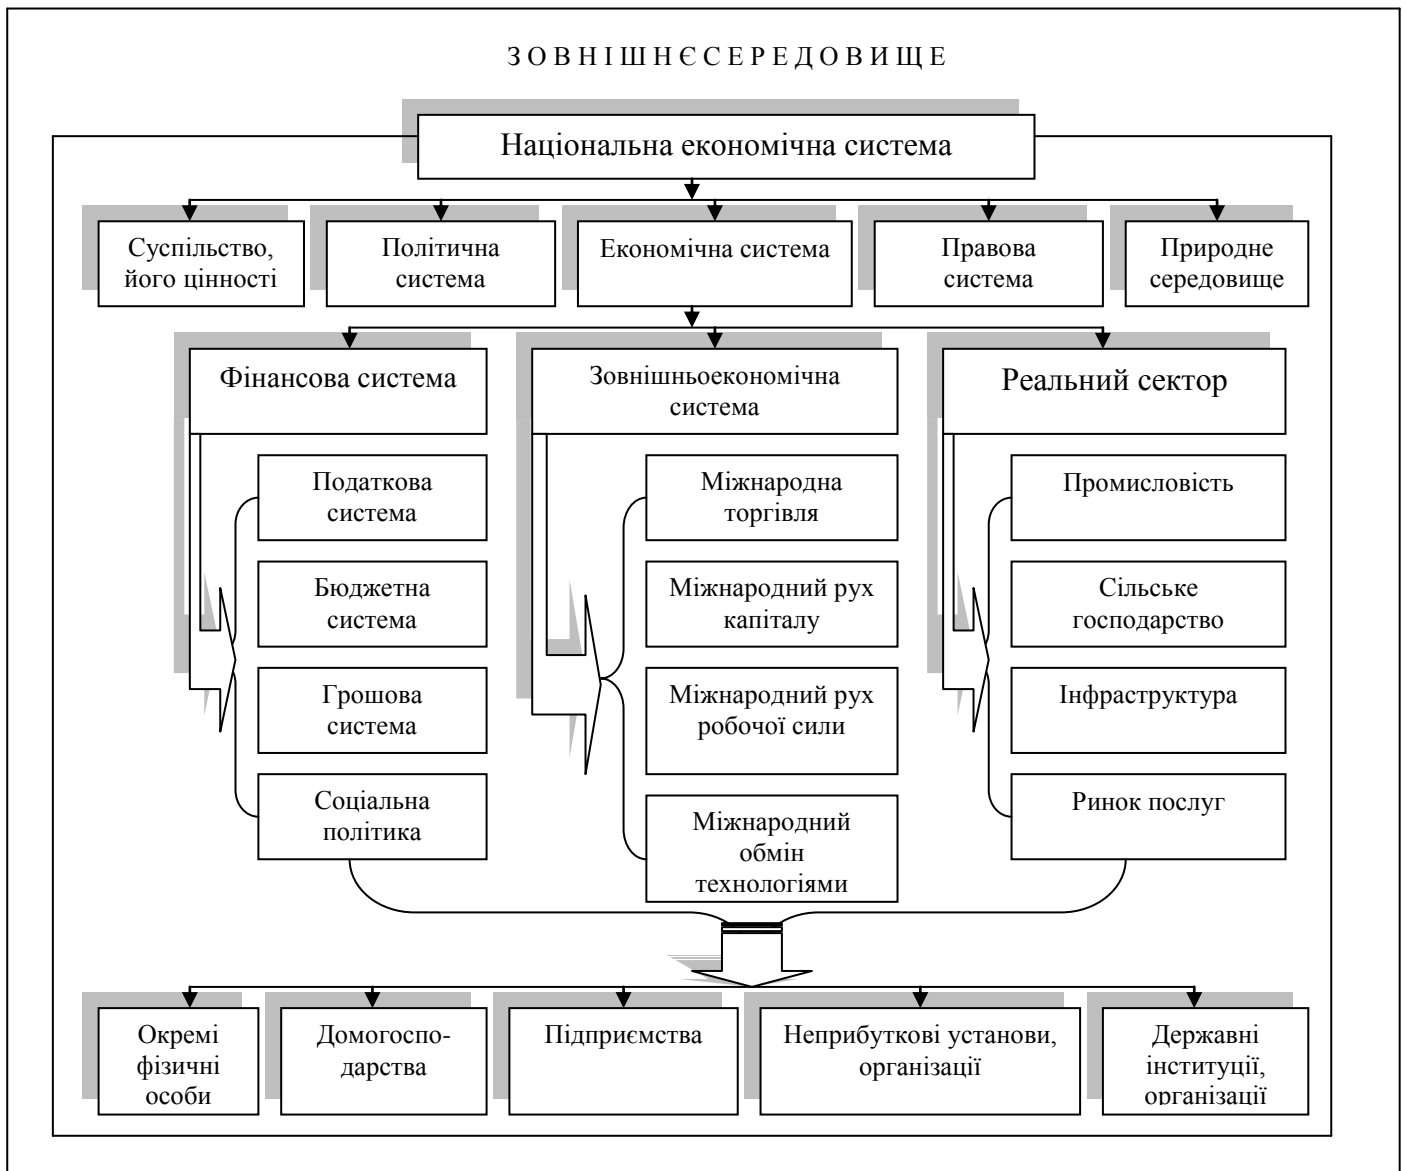 З О В Н І Ш Н Є С Е Р Е Д О В И Щ Е
Національна економічна система
Суспільство,
його цінності
Політична
система
Економічна система
Правова
система
Природне
середовище
Фінансова система
Зовнішньоекономічна
система
Реальний сектор
Податкова
система
Бюджетна
система
Грошова
система
Соціальна
політика
Міжнародна
торгівля
Міжнародний рух
капіталу
Міжнародний рух
робочої сили
Міжнародний
обмін
технологіями
Промисловість
Сільське
господарство
Інфраструктура
Ринок послуг
Окремі
фізичні
особи
Домогоспо-
дарства
Підприємства
Неприбуткові установи,
організації
Державні
інституції,
організації